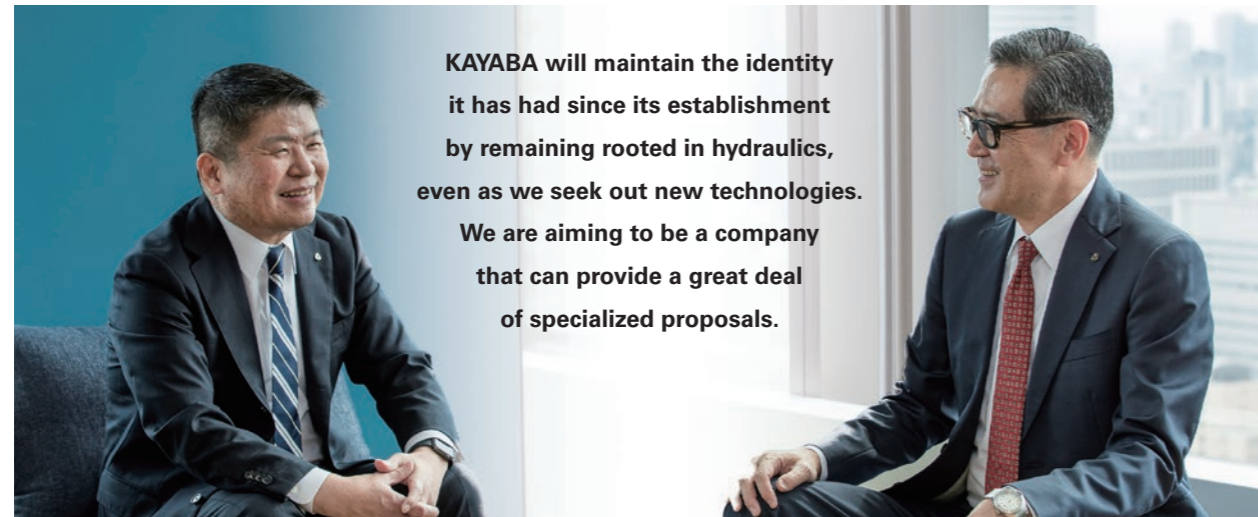 KAYABA will maintain the identity
it has had since its establishment
by remaining rooted in hydraulics,
even as we seek out new technologies.
We are aiming to be a company
that can provide a great deal
of specialized proposals.